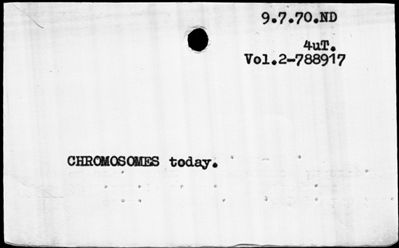 9.7.70.ND
4uT.
Vol.2-788917
CHROMOSOMES today.